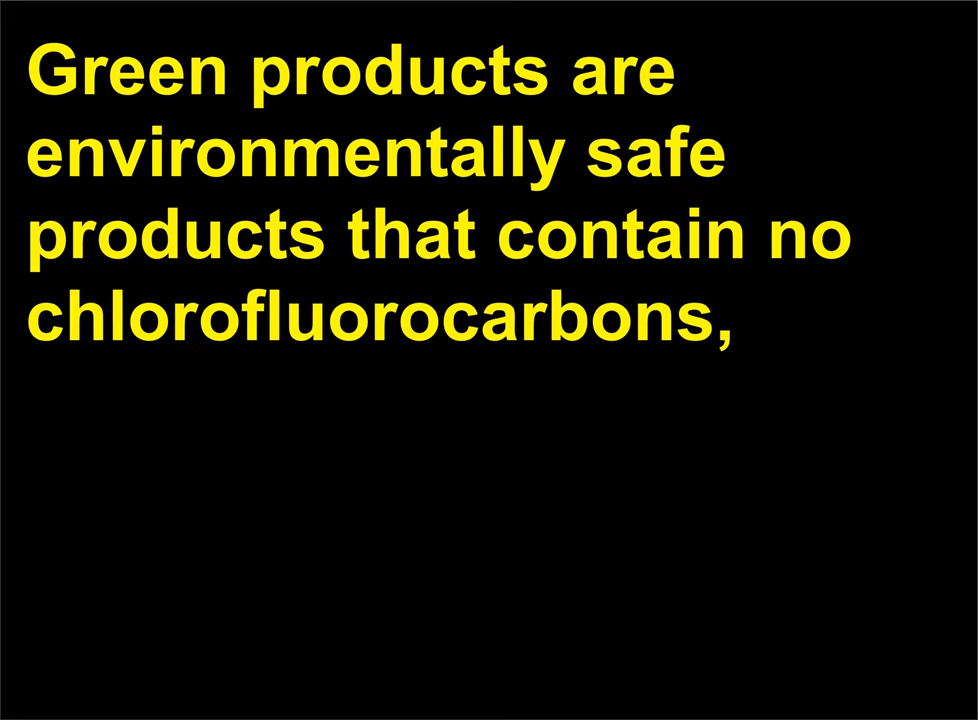 Green products are
environmentally safe
products that contain no
chlorofluorocarbons,